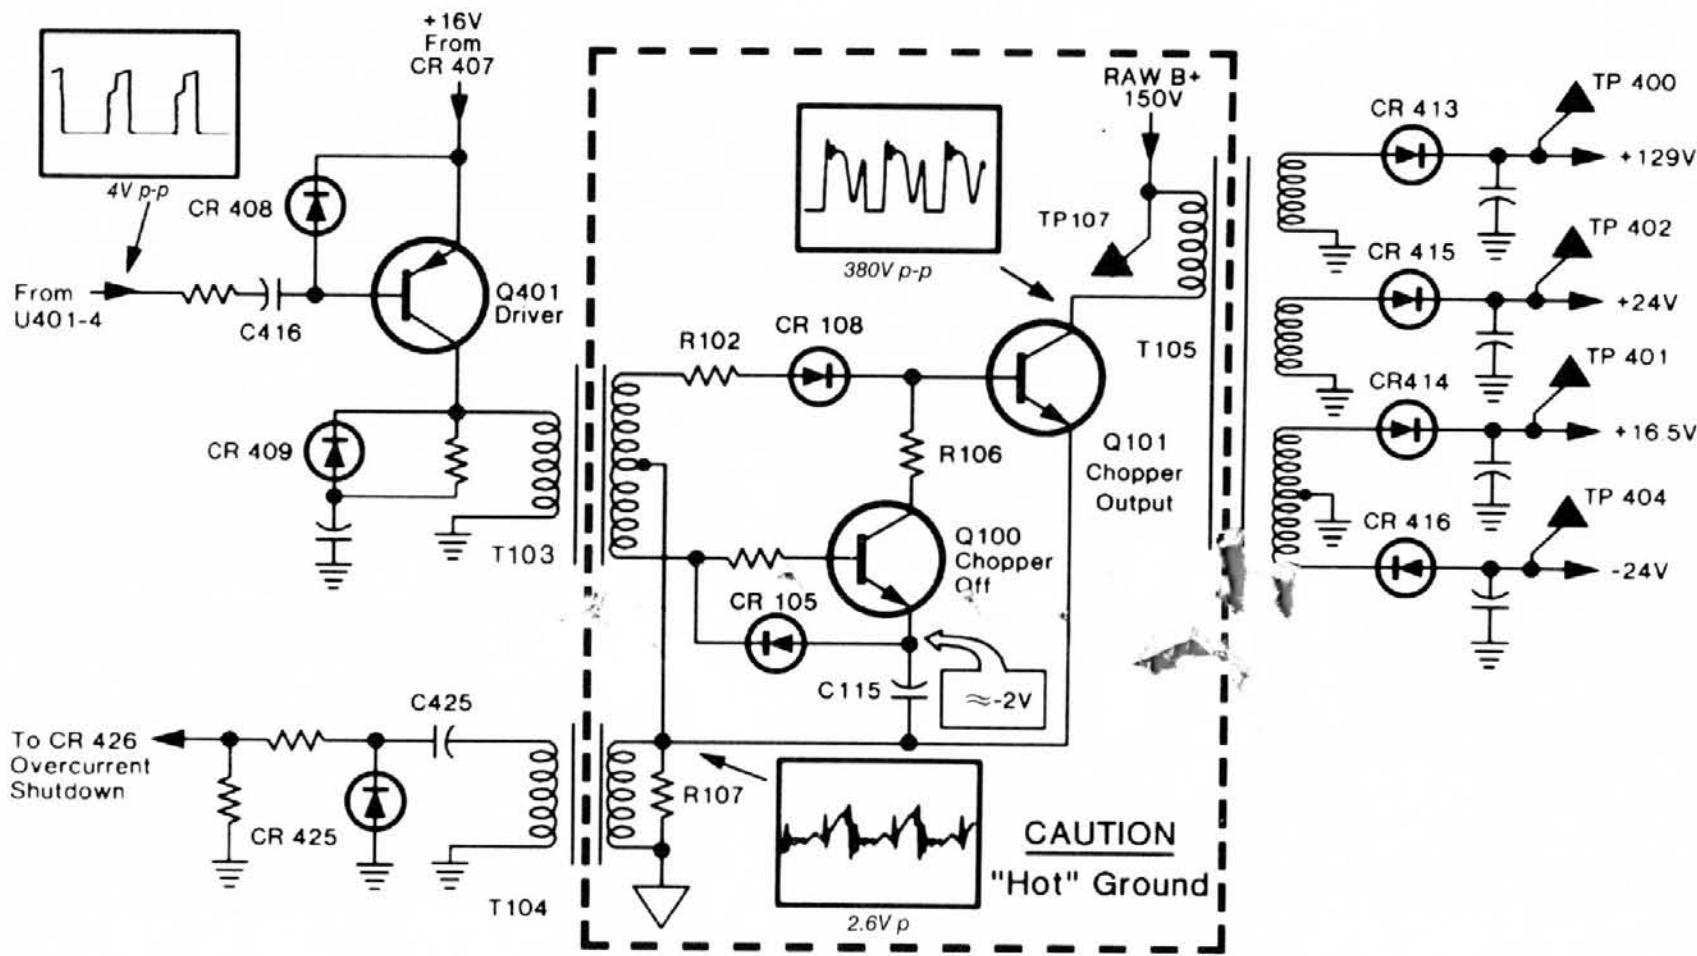 +16V
From
CR 407
4V p-p
CR 408
From
U401-4
C416
Q401
Driver
CR 409
T103
RAW B+
150V
380V p-p
TP107
R102
CR 108
T105
R106
Q101
Chopper
Output
Q100
Chopper
Off
CR 105
C115
≈-2V
To CR 426
Overcurrent
Shutdown
C425
CR 425
T104
R107
2.6V p
CAUTION
"Hot" Ground
CR 413
TP 400
+129V
CR 415
TP 402
+24V
CR414
TP 401
+16.5V
CR 416
TP 404
-24V